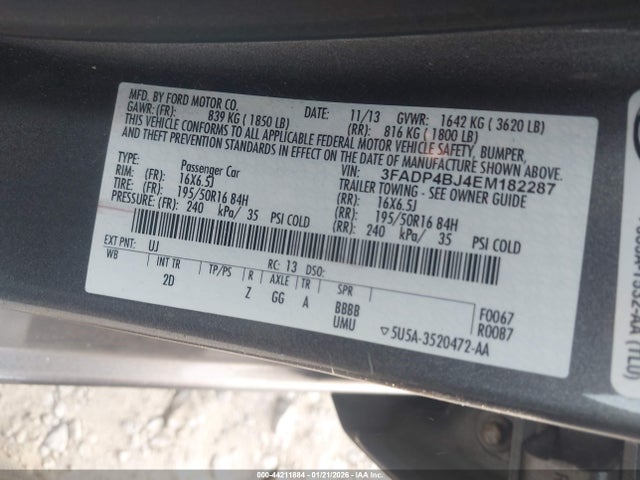 MFD. BY FORD MOTOR CO.
DATE: 11/13 GVWR: 1642 KG ( 3620 LB)
GAWR: (FR): 839 KG ( 1850 LB) (RR): 816 KG ( 1800 LB)
THIS VEHICLE CONFORMS TO ALL APPLICABLE FEDERAL MOTOR VEHICLE SAFETY, BUMPER,
AND THEFT PREVENTION STANDARDS IN EFFECT ON THE DATE OF MANUFACTURE SHOWN ABOVE.
VIN: 3FADP4BJ4EM182287
TYPE: Passenger Car TRAILER TOWING - SEE OWNER GUIDE
RIM: (FR): 16X6.5J (RR): 16X6.5J
TIRE: (FR): 195/50R16 84H (RR): 195/50R16 84H
PRESSURE: (FR): 240 kPa/ 35 PSI COLD (RR): 240 kPa/ 35 PSI COLD
EXT PNT: UJ RC: 13 DSO:
WB INT TR TP/PS R AXLE TR SPR
2D Z GG A BBBB F0067
UMU R0087
▽5U5A-3520472-AA
000-44211884 - 01/21/2026 - IAAI.com